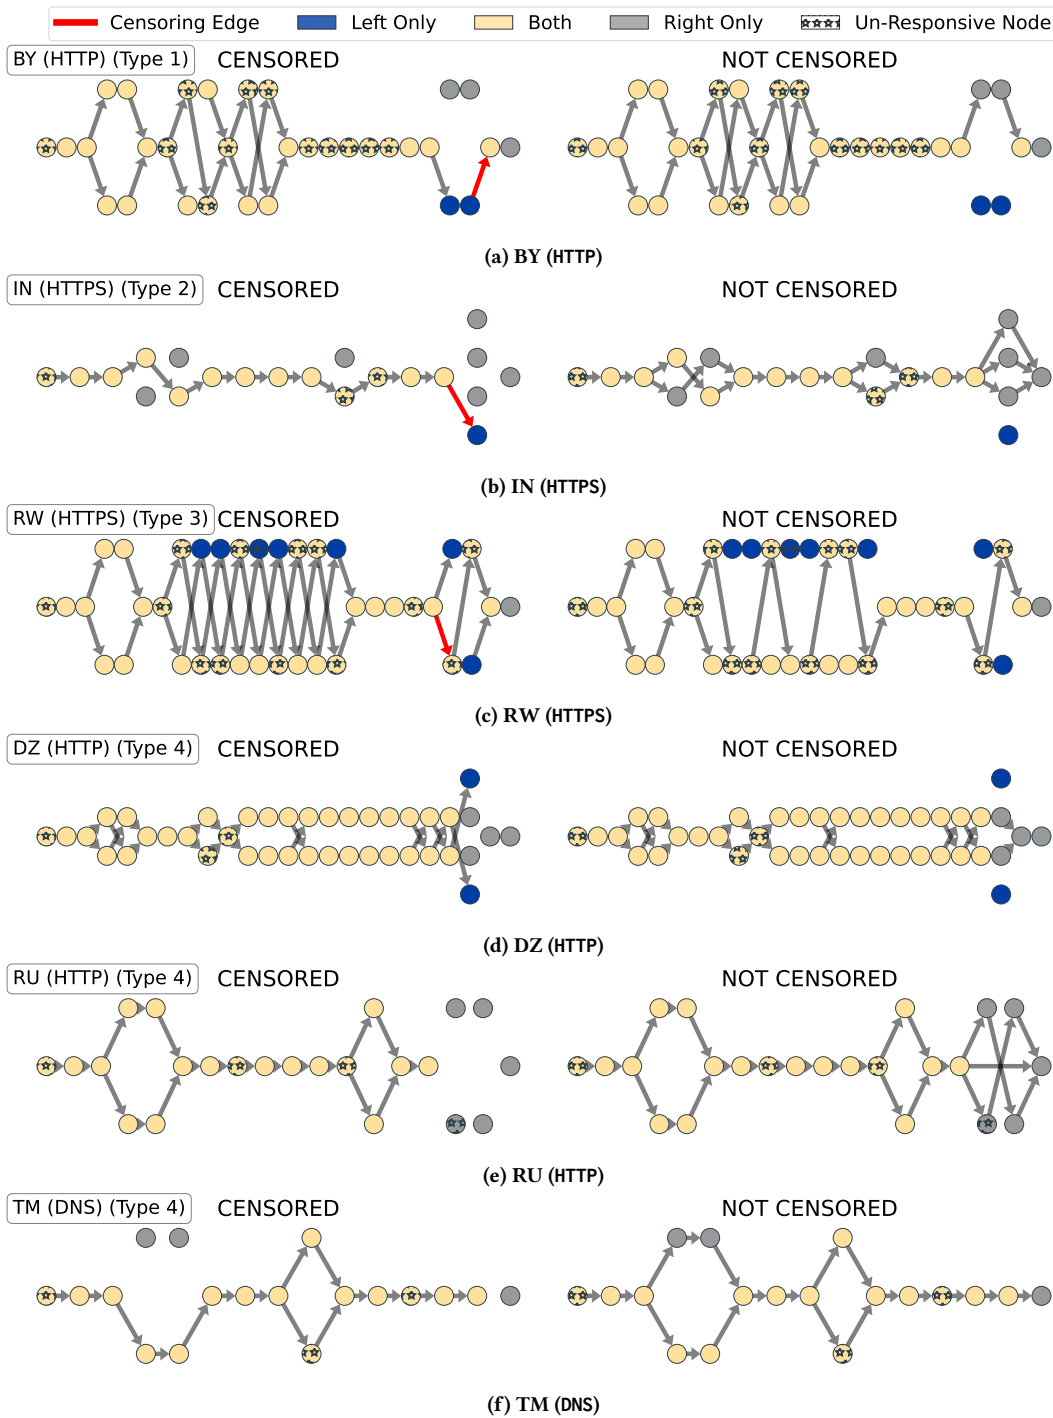 Censoring Edge Left Only Both Right Only Un-Responsive Node
BY (HTTP) (Type 1) CENSORED NOT CENSORED
(a) BY (HTTP)
IN (HTTPS) (Type 2) CENSORED NOT CENSORED
(b) IN (HTTPS)
RW (HTTPS) (Type 3) CENSORED NOT CENSORED
(c) RW (HTTPS)
DZ (HTTP) (Type 4) CENSORED NOT CENSORED
(d) DZ (HTTP)
RU (HTTP) (Type 4) CENSORED NOT CENSORED
(e) RU (HTTP)
TM (DNS) (Type 4) CENSORED NOT CENSORED
(f) TM (DNS)